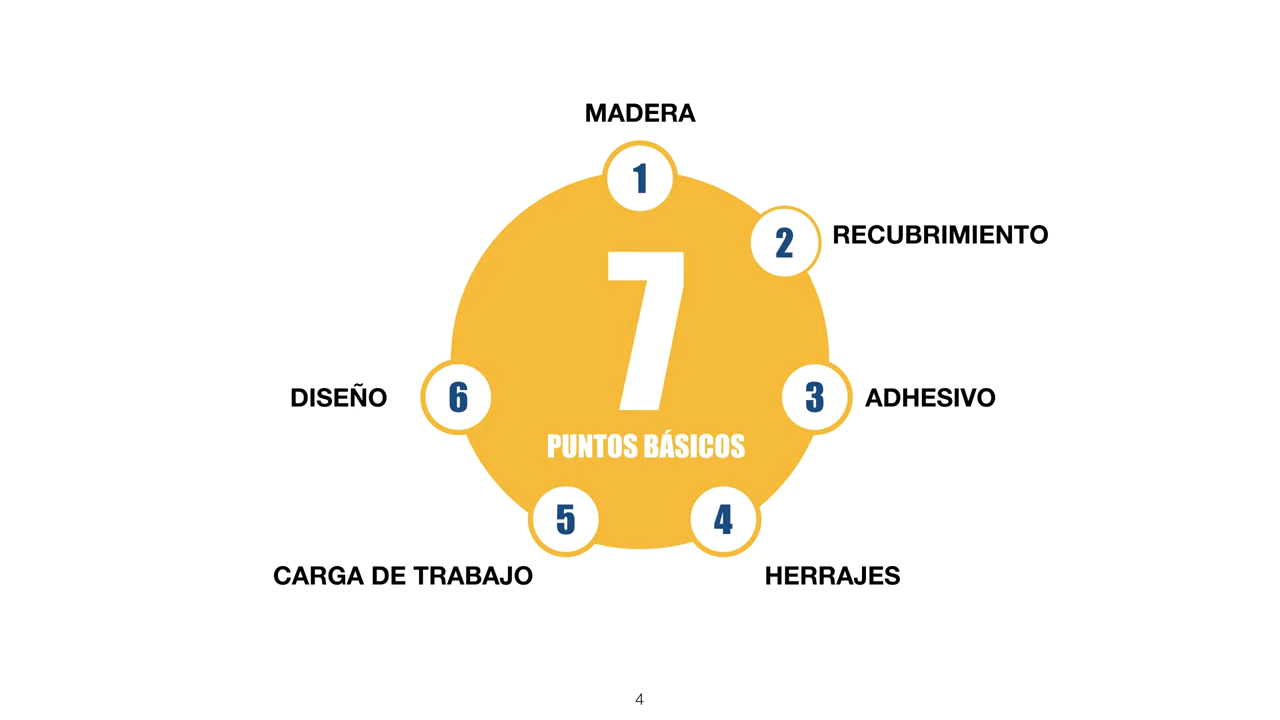 MADERA
1
2
RECUBRIMIENTO
7
DISEÑO
6
3
ADHESIVO
PUNTOS BÁSICOS
5
4
CARGA DE TRABAJO
HERRAJES
4